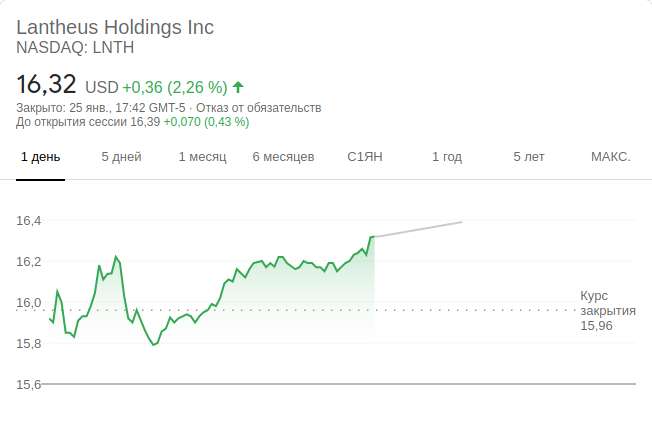 Lantheus Holdings Inc
NASDAQ: LNTH
16,32 USD +0,36 (2,26 %)
Закрыто: 25 янв., 17:42 GMT-5 · Отказ от обязательств
До открытия сессии 16,39 +0,070 (0,43 %)
1 день 5 дней 1 месяц 6 месяцев С1ЯН 1 год 5 лет МАКС.
16,4
16,2
16,0
15,8
15,6
Курс
закрытия
15,96